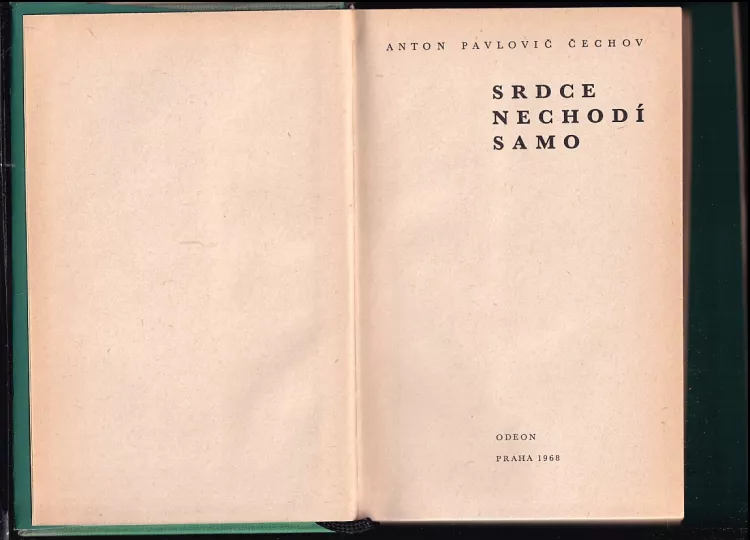 ANTON PAVLOVIČ ČECHOV
SRDCE
NECHODÍ
SAMO
ODEON
PRAHA 1968